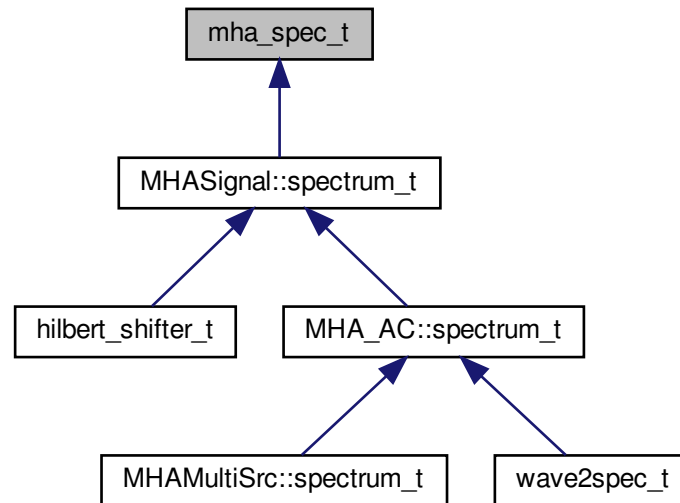 mha_spec_t
MHASignal::spectrum_t
hilbert_shifter_t
MHA_AC::spectrum_t
MHAMultiSrc::spectrum_t
wave2spec_t